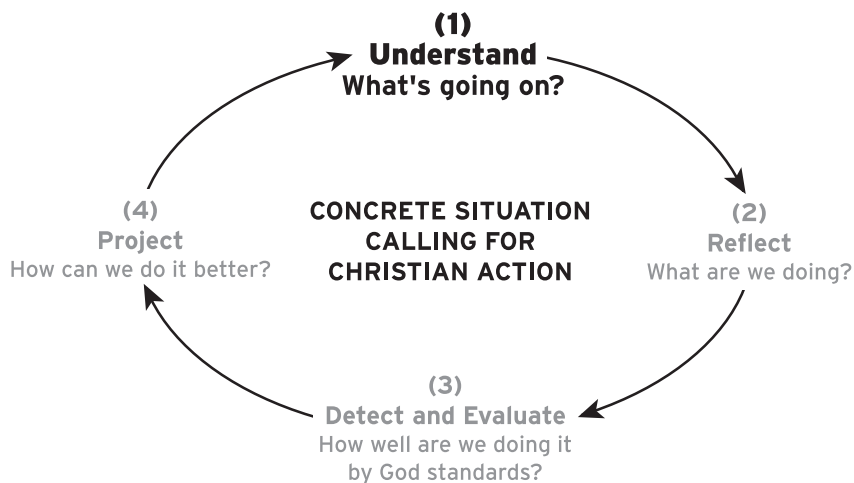 (1)
Understand
What's going on?
(2)
Reflect
What are we doing?
(3)
Detect and Evaluate
How well are we doing it
by God standards?
(4)
Project
How can we do it better?
CONCRETE SITUATION
CALLING FOR
CHRISTIAN ACTION